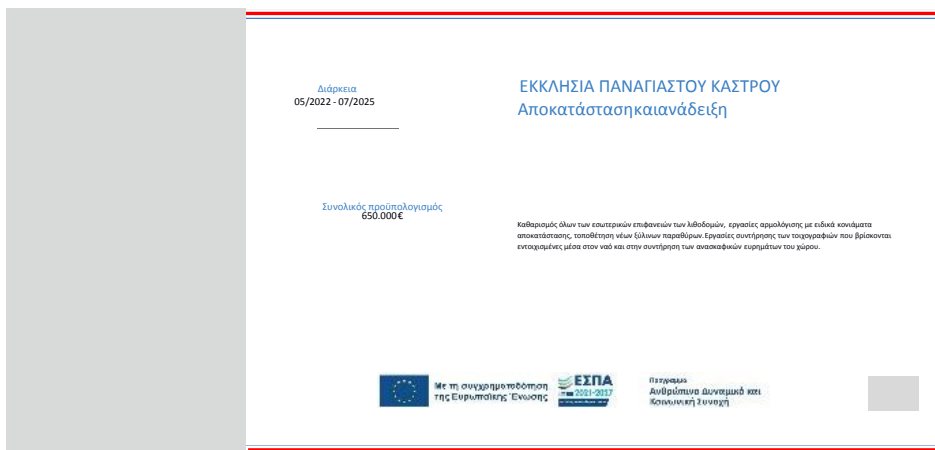 Διάρκεια
05/2022 - 07/2025
ΕΚΚΛΗΣΙΑ ΠΑΝΑΓΙΑΣΤΟΥ ΚΑΣΤΡΟΥ
Αποκατάστασηκαιανάδειξη
Συνολικός προϋπολογισμός
650.000€
Καθαρισμός όλων των εσωτερικών επιφανειών των λιθοδομών, εργασίες αρμολόγισης με ειδικά κονιάματα
αποκατάστασης, τοποθέτηση νέων ξύλινων παραθύρων.Εργασίες συντήρησης των τοιχογραφιών που βρίσκονται
εντοιχισμένες μέσα στον ναό και στην συντήρηση των ανασκαφικών ευρημάτων του χώρου.
Με τη συγχρηματοδότηση
της Ευρωπαϊκής Ένωσης
ΕΣΠΑ
2021-2027
Πρόγραμμα
Ανθρώπινο Δυναμικό και
Κοινωνική Συνοχή